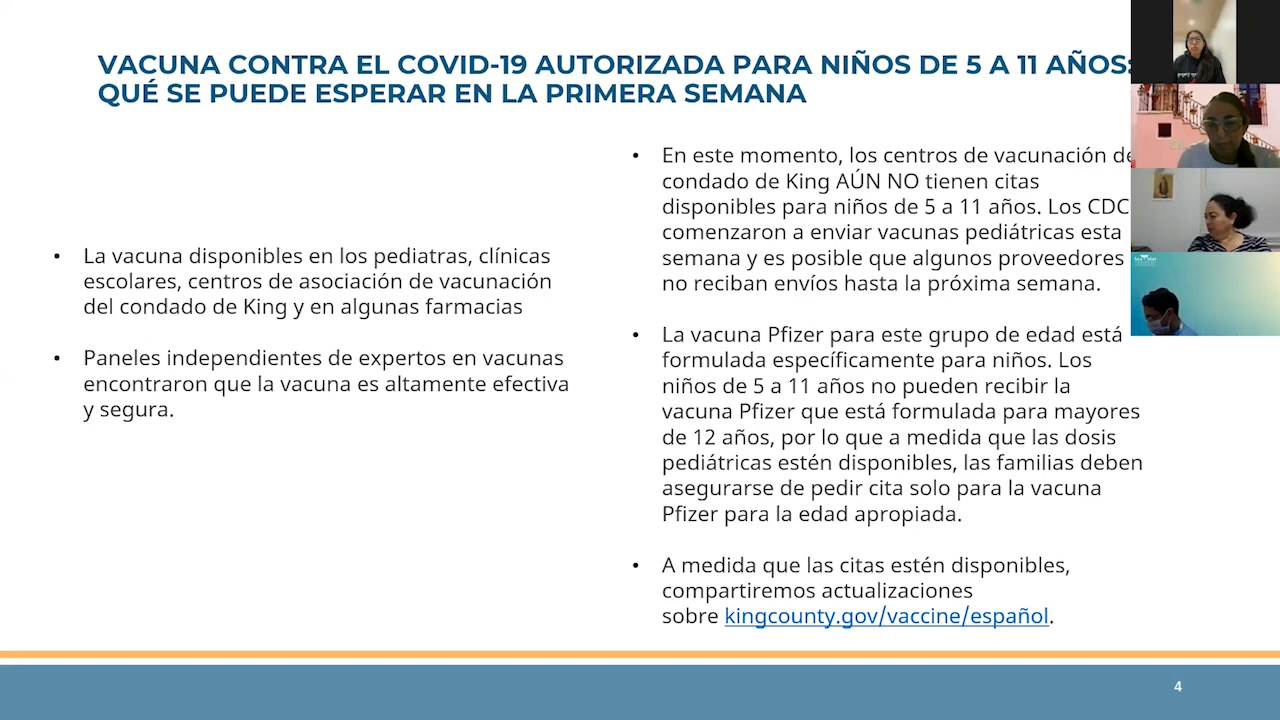 VACUNA CONTRA EL COVID-19 AUTORIZADA PARA NIÑOS DE 5 A 11 AÑOS:
QUÉ SE PUEDE ESPERAR EN LA PRIMERA SEMANA
• La vacuna disponibles en los pediatras, clínicas
escolares, centros de asociación de vacunación
del condado de King y en algunas farmacias
• Paneles independientes de expertos en vacunas
encontraron que la vacuna es altamente efectiva
y segura.
• En este momento, los centros de vacunación de
condado de King AÚN NO tienen citas
disponibles para niños de 5 a 11 años. Los CDC
comenzaron a enviar vacunas pediátricas esta
semana y es posible que algunos proveedores
no reciban envíos hasta la próxima semana.
• La vacuna Pfizer para este grupo de edad está
formulada específicamente para niños. Los
niños de 5 a 11 años no pueden recibir la
vacuna Pfizer que está formulada para mayores
de 12 años, por lo que a medida que las dosis
pediátricas estén disponibles, las familias deben
asegurarse de pedir cita solo para la vacuna
Pfizer para la edad apropiada.
• A medida que las citas estén disponibles,
compartiremos actualizaciones
sobre kingcounty.gov/vaccine/español.
4